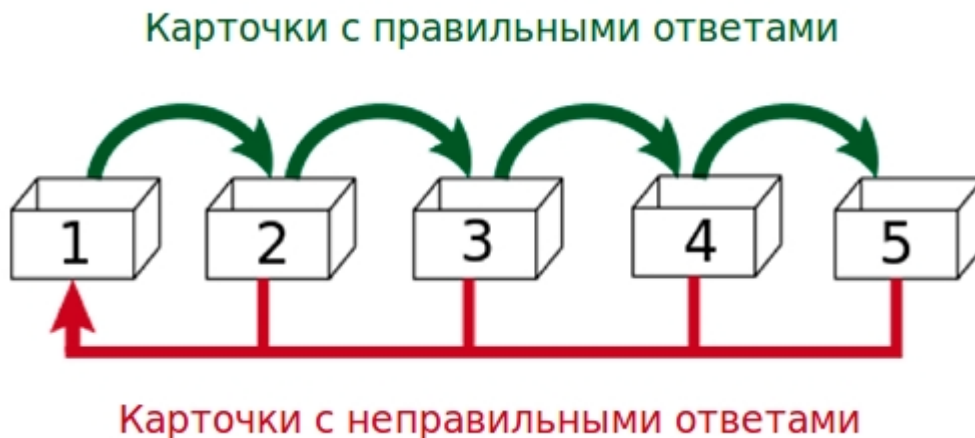 Карточки с правильными ответами
1 2 3 4 5
Карточки с неправильными ответами